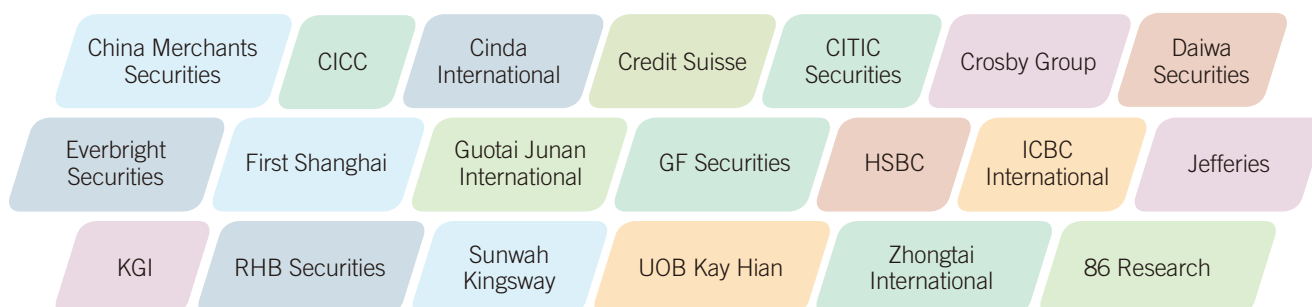 China Merchants
Securities
CICC
Cinda
International
Credit Suisse
CITIC
Securities
Crosby Group
Daiwa
Securities
Everbright
Securities
First Shanghai
Guotai Junan
International
GF Securities
HSBC
ICBC
International
Jefferies
KGI
RHB Securities
Sunwah
Kingsway
UOB Kay Hian
Zhongtai
International
86 Research